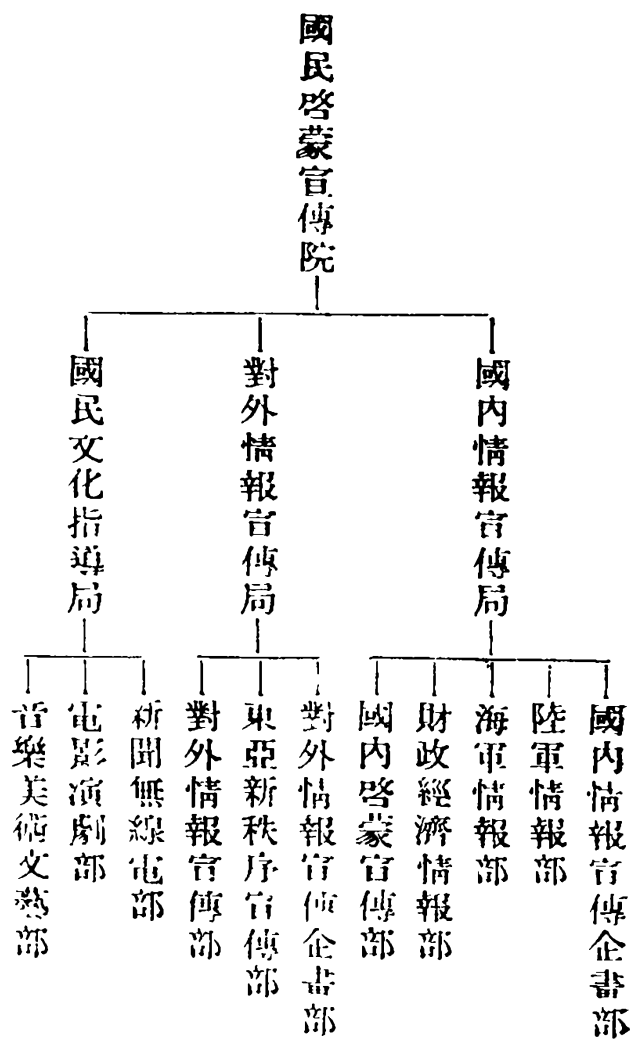 國民啓蒙宣傳院
國內情報宣傳局
對外情報宣傳局
國民文化指導局
國內情報宣傳企畫部
陸軍情報部
海軍情報部
財政經濟情報部
國內啓蒙宣傳部
對外情報宣傳企畫部
東亞新秩序宣傳部
對外情報宣傳部
新聞無線電部
電影演劇部
音樂美術文藝部